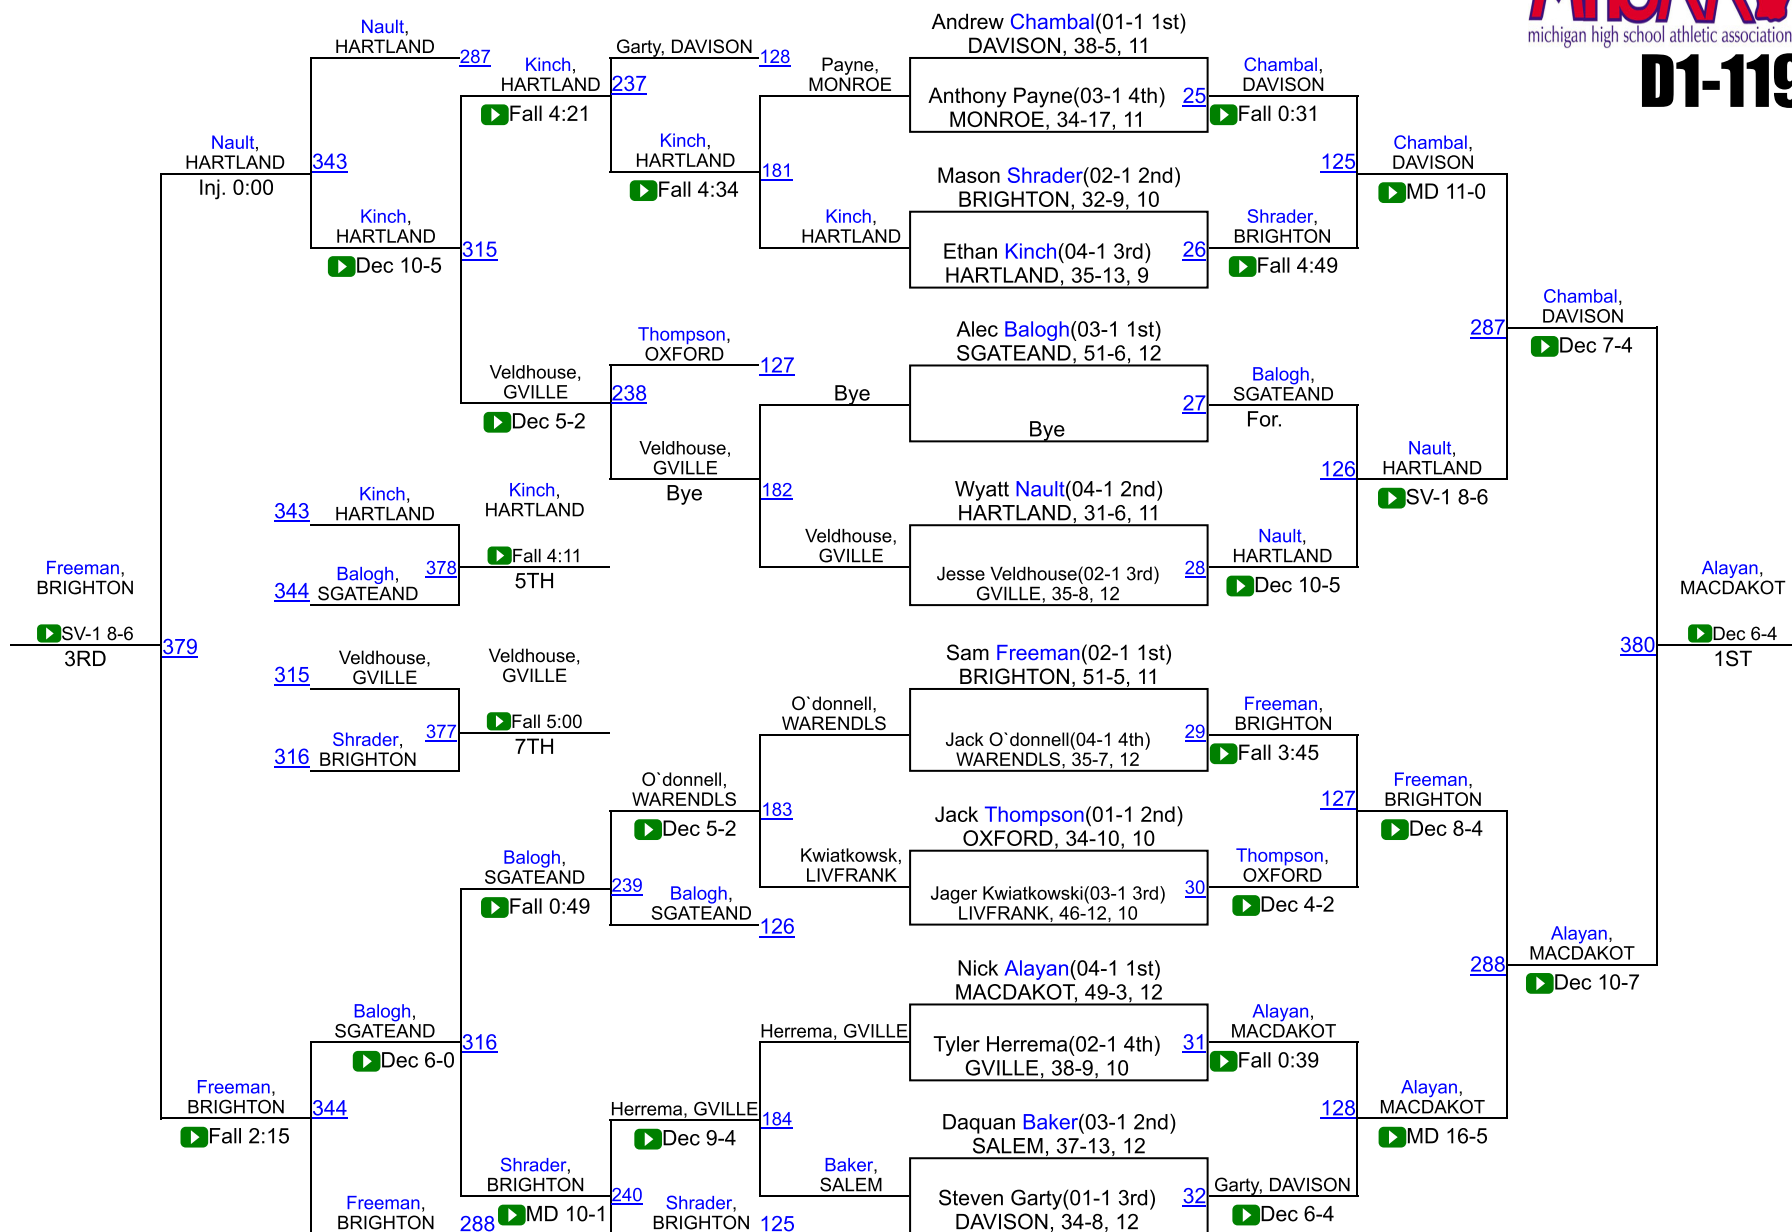 MHSAA
michigan high school athletic association
D1-119
Nault,
HARTLAND
287
Kinch,
HARTLAND
Fall 4:21
Garty, DAVISON
128
237
Kinch,
HARTLAND
Fall 4:34
181
Payne,
MONROE
Kinch,
HARTLAND
Andrew Chambal(01-1 1st)
DAVISON, 38-5, 11
Anthony Payne(03-1 4th)
MONROE, 34-17, 11
25
Chambal,
DAVISON
Fall 0:31
Mason Shrader(02-1 2nd)
BRIGHTON, 32-9, 10
Ethan Kinch(04-1 3rd)
HARTLAND, 35-13, 9
26
Shrader,
BRIGHTON
Fall 4:49
125
Chambal,
DAVISON
MD 11-0
Nault,
HARTLAND
Inj. 0:00
343
Kinch,
HARTLAND
Dec 10-5
315
Thompson,
OXFORD
127
Veldhouse,
GVILLE
Dec 5-2
238
Veldhouse,
GVILLE
Bye
182
Bye
Veldhouse,
GVILLE
Alec Balogh(03-1 1st)
SGATEAND, 51-6, 12
Bye
27
Balogh,
SGATEAND
For.
Wyatt Nault(04-1 2nd)
HARTLAND, 31-6, 11
Jesse Veldhouse(02-1 3rd)
GVILLE, 35-8, 12
28
Nault,
HARTLAND
Dec 10-5
126
Nault,
HARTLAND
SV-1 8-6
287
Chambal,
DAVISON
Dec 7-4
343
Kinch,
HARTLAND
344
Balogh,
SGATEAND
378
Kinch,
HARTLAND
Fall 4:11
5TH
Freeman,
BRIGHTON
SV-1 8-6
3RD
379
315
Veldhouse,
GVILLE
316
Shrader,
BRIGHTON
377
Veldhouse,
GVILLE
Fall 5:00
7TH
Alayan,
MACDAKOT
Dec 6-4
1ST
380
O`donnell,
WARENDLS
Kwiatkowsk,
LIVFRANK
Sam Freeman(02-1 1st)
BRIGHTON, 51-5, 11
Jack O`donnell(04-1 4th)
WARENDLS, 35-7, 12
29
Freeman,
BRIGHTON
Fall 3:45
Jack Thompson(01-1 2nd)
OXFORD, 34-10, 10
Jager Kwiatkowski(03-1 3rd)
LIVFRANK, 46-12, 10
30
Thompson,
OXFORD
Dec 4-2
127
Freeman,
BRIGHTON
Dec 8-4
O`donnell,
WARENDLS
Dec 5-2
183
Balogh,
SGATEAND
Fall 0:49
239
Balogh,
SGATEAND
126
Nick Alayan(04-1 1st)
MACDAKOT, 49-3, 12
Tyler Herrema(02-1 4th)
GVILLE, 38-9, 10
31
Alayan,
MACDAKOT
Fall 0:39
Daquan Baker(03-1 2nd)
SALEM, 37-13, 12
Steven Garty(01-1 3rd)
DAVISON, 34-8, 12
32
Garty, DAVISON
Dec 6-4
128
Alayan,
MACDAKOT
MD 16-5
288
Alayan,
MACDAKOT
Dec 10-7
Herrema, GVILLE
Baker,
SALEM
Herrema, GVILLE
Dec 9-4
184
Balogh,
SGATEAND
Dec 6-0
316
Freeman,
BRIGHTON
Fall 2:15
344
Shrader,
BRIGHTON
MD 10-1
240
Shrader,
BRIGHTON
125
Freeman,
BRIGHTON
288